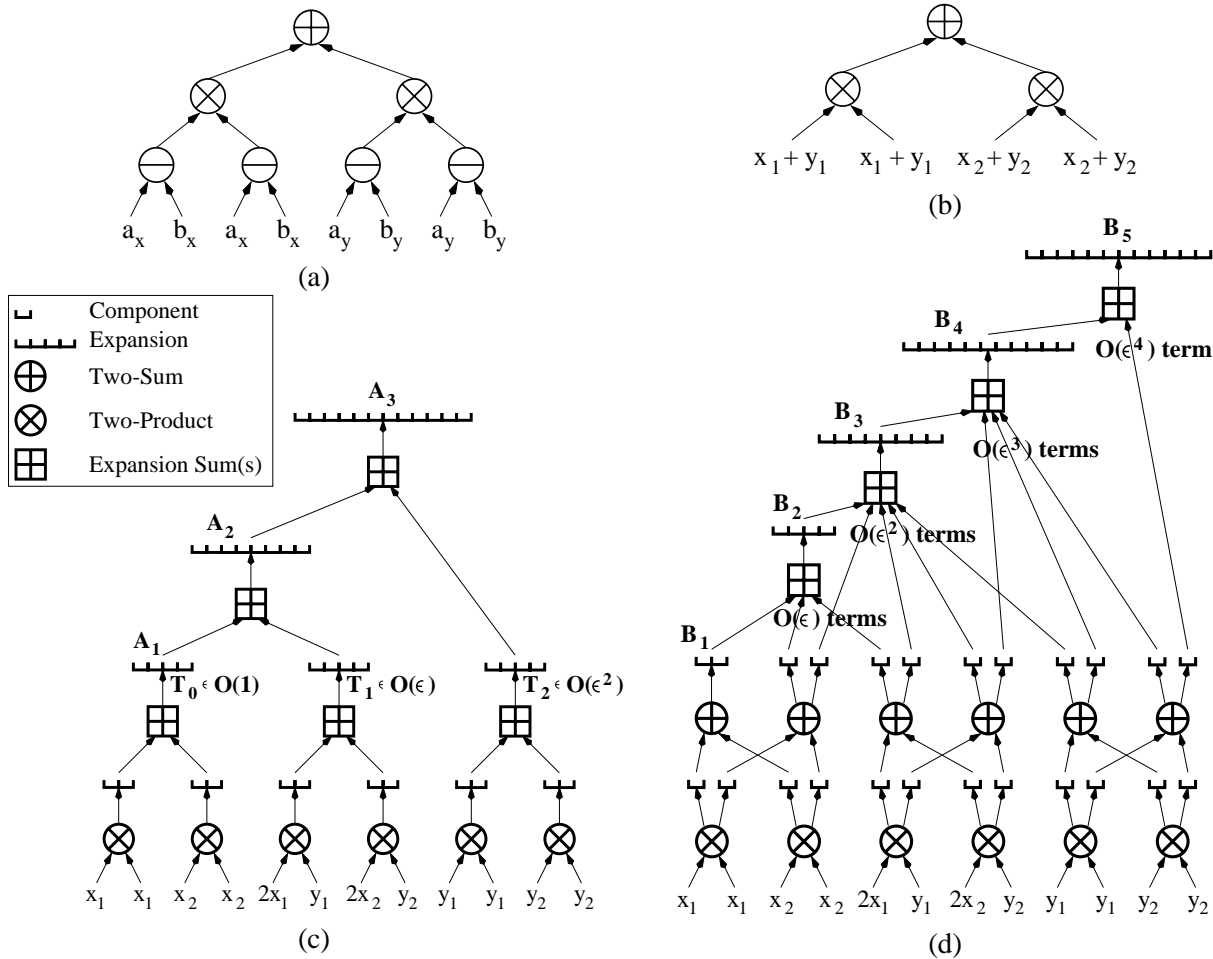 a_x b_x a_x b_x a_y b_y a_y b_y
(a)
x_1 + y_1 x_1 + y_1 x_2 + y_2 x_2 + y_2
(b)
Component
Expansion
Two-Sum
Two-Product
Expansion Sum(s)
A_3
A_2
A_1
T_0 ∈ O(1) T_1 ∈ O(ε) T_2 ∈ O(ε^2)
x_1 x_1 x_2 x_2 2x_1 y_1 2x_2 y_2 y_1 y_1 y_2 y_2
(c)
B_5
B_4
O(ε^4) term
B_3
O(ε^3) terms
B_2
O(ε^2) terms
O(ε) terms
B_1
x_1 x_1 x_2 x_2 2x_1 y_1 2x_2 y_2 y_1 y_1 y_2 y_2
(d)